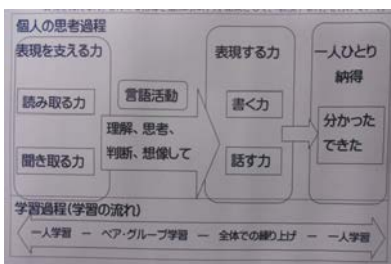 個人の思考過程
表現を支える力
読み取る力
聞き取る力
言語活動
理解、思考、
判断、想像して
表現する力
書く力
話す力
一人ひとり
納得
分かった
できた
学習過程(学習の流れ)
一人学習 ― ペア・グループ学習 ― 全体での練り上げ ― 一人学習